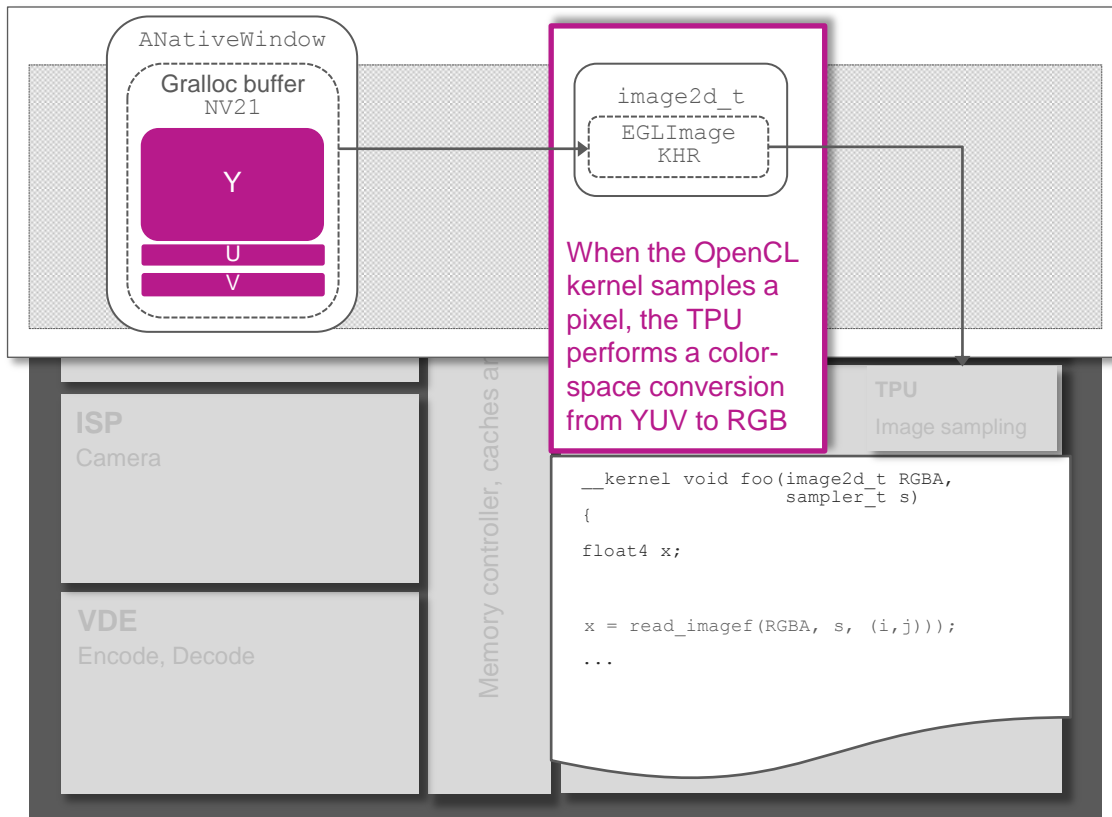 ANativeWindow
Gralloc buffer
NV21
Y
U
V
image2d_t
EGLImage
KHR
When the OpenCL
kernel samples a
pixel, the TPU
performs a color-
space conversion
from YUV to RGB
ISP
Camera
VDE
Encode, Decode
Memory controller, caches
TPU
Image sampling
__kernel void foo(image2d_t RGBA,
sampler_t s)
{
float4 x;
x = read_imagef(RGBA, s, (i,j)));
...